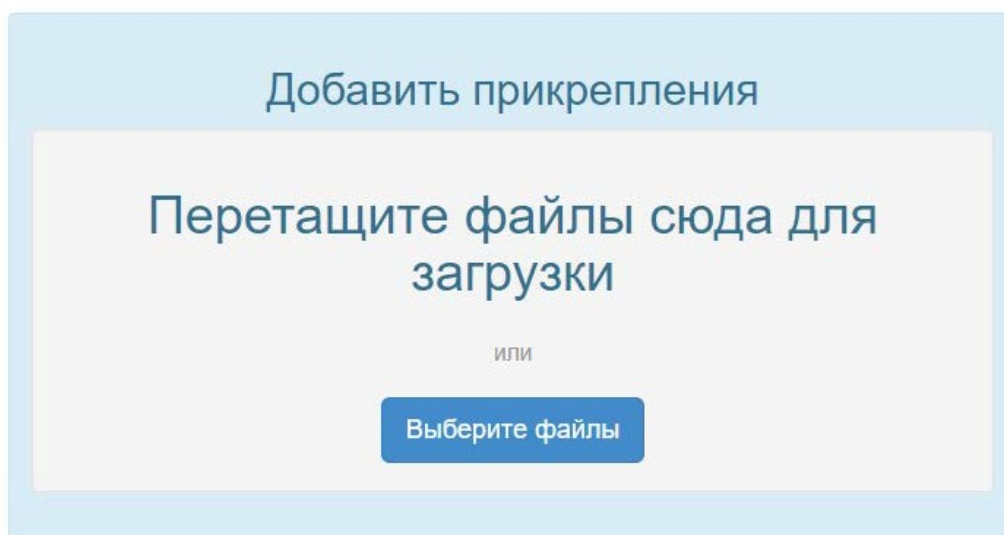 Добавить прикрепления
Перетащите файлы сюда для
загрузки
или
Выберите файлы